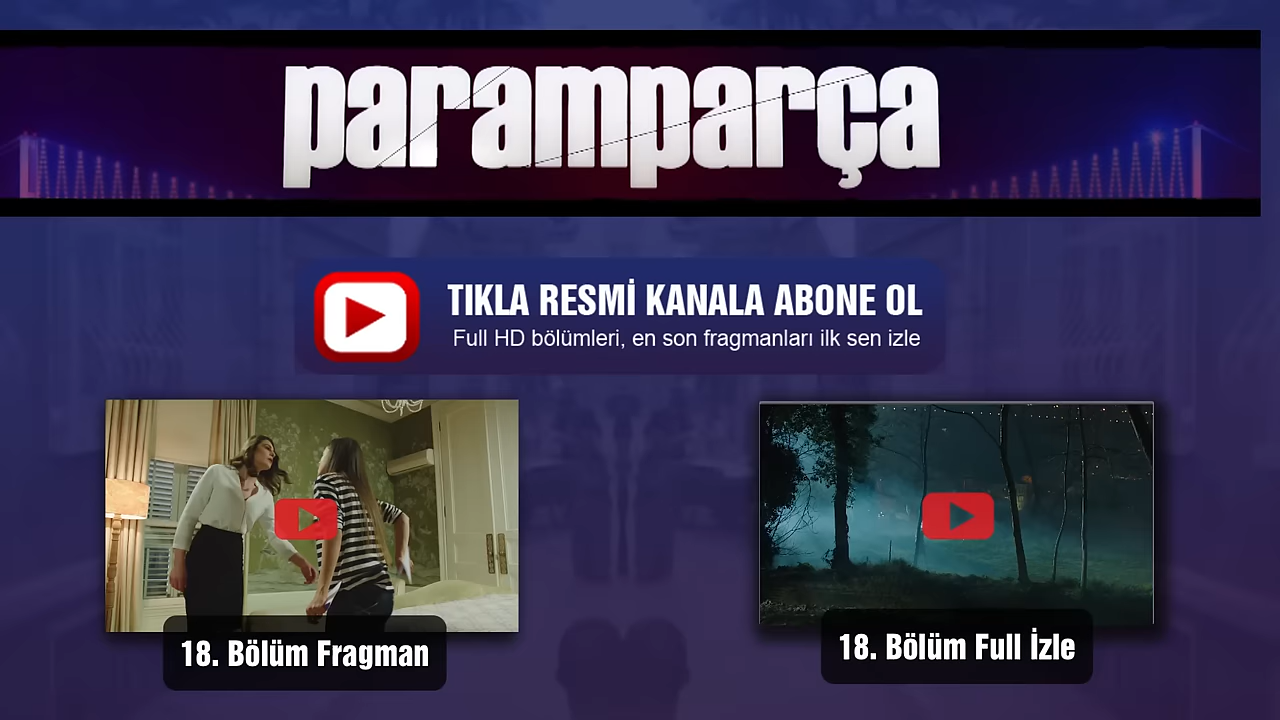 paramparça
TIKLA RESMİ KANALA ABONE OL
Full HD bölümleri, en son fragmanları ilk sen izle
18. Bölüm Fragman
18. Bölüm Full İzle